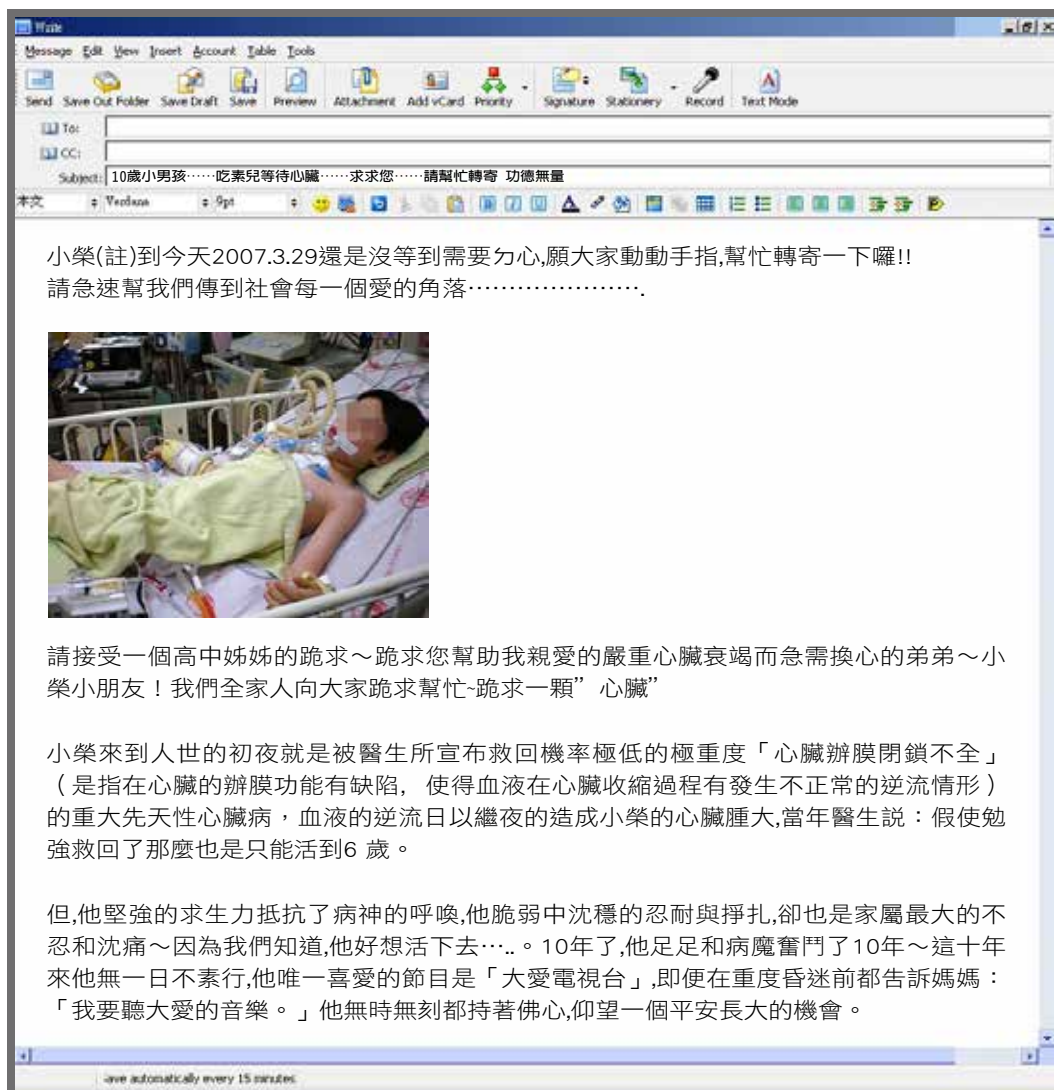 Write
Message Edit View Insert Account Table Tools
Send Save Out Folder Save Draft Save Preview Attachment Add vCard Priority Signature Stationery Record Text Mode
To:
CC:
Subject: 10歲小男孩⋯⋯吃素兒等待心臟⋯⋯求求您⋯⋯請幫忙轉寄 功德無量
本文 Verdana 9pt
小榮(註)到今天2007.3.29還是沒等到需要ㄉ心,願大家動動手指,幫忙轉寄一下囉!!
請急速幫我們傳到社會每一個愛的角落⋯⋯⋯⋯⋯⋯⋯.
請接受一個高中姊姊的跪求～跪求您幫助我親愛的嚴重心臟衰竭而急需換心的弟弟～小
榮小朋友！我們全家人向大家跪求幫忙~跪求一顆”心臟”
小榮來到人世的初夜就是被醫生所宣布救回機率極低的極重度「心臟辦膜閉鎖不全」
（是指在心臟的辦膜功能有缺陷，使得血液在心臟收縮過程有發生不正常的逆流情形）
的重大先天性心臟病，血液的逆流日以繼夜的造成小榮的心臟腫大,當年醫生說：假使勉
強救回了那麼也是只能活到6 歲。
但,他堅強的求生力抵抗了病神的呼喚,他脆弱中沈穩的忍耐與掙扎,卻也是家屬最大的不
忍和沈痛～因為我們知道,他好想活下去⋯..。10年了,他足足和病魔奮鬥了10年～這十年
來他無一日不素行,他唯一喜愛的節目是「大愛電視台」,即便在重度昏迷前都告訴媽媽：
「我要聽大愛的音樂。」他無時無刻都持著佛心,仰望一個平安長大的機會。
ave automatically every 15 minutes